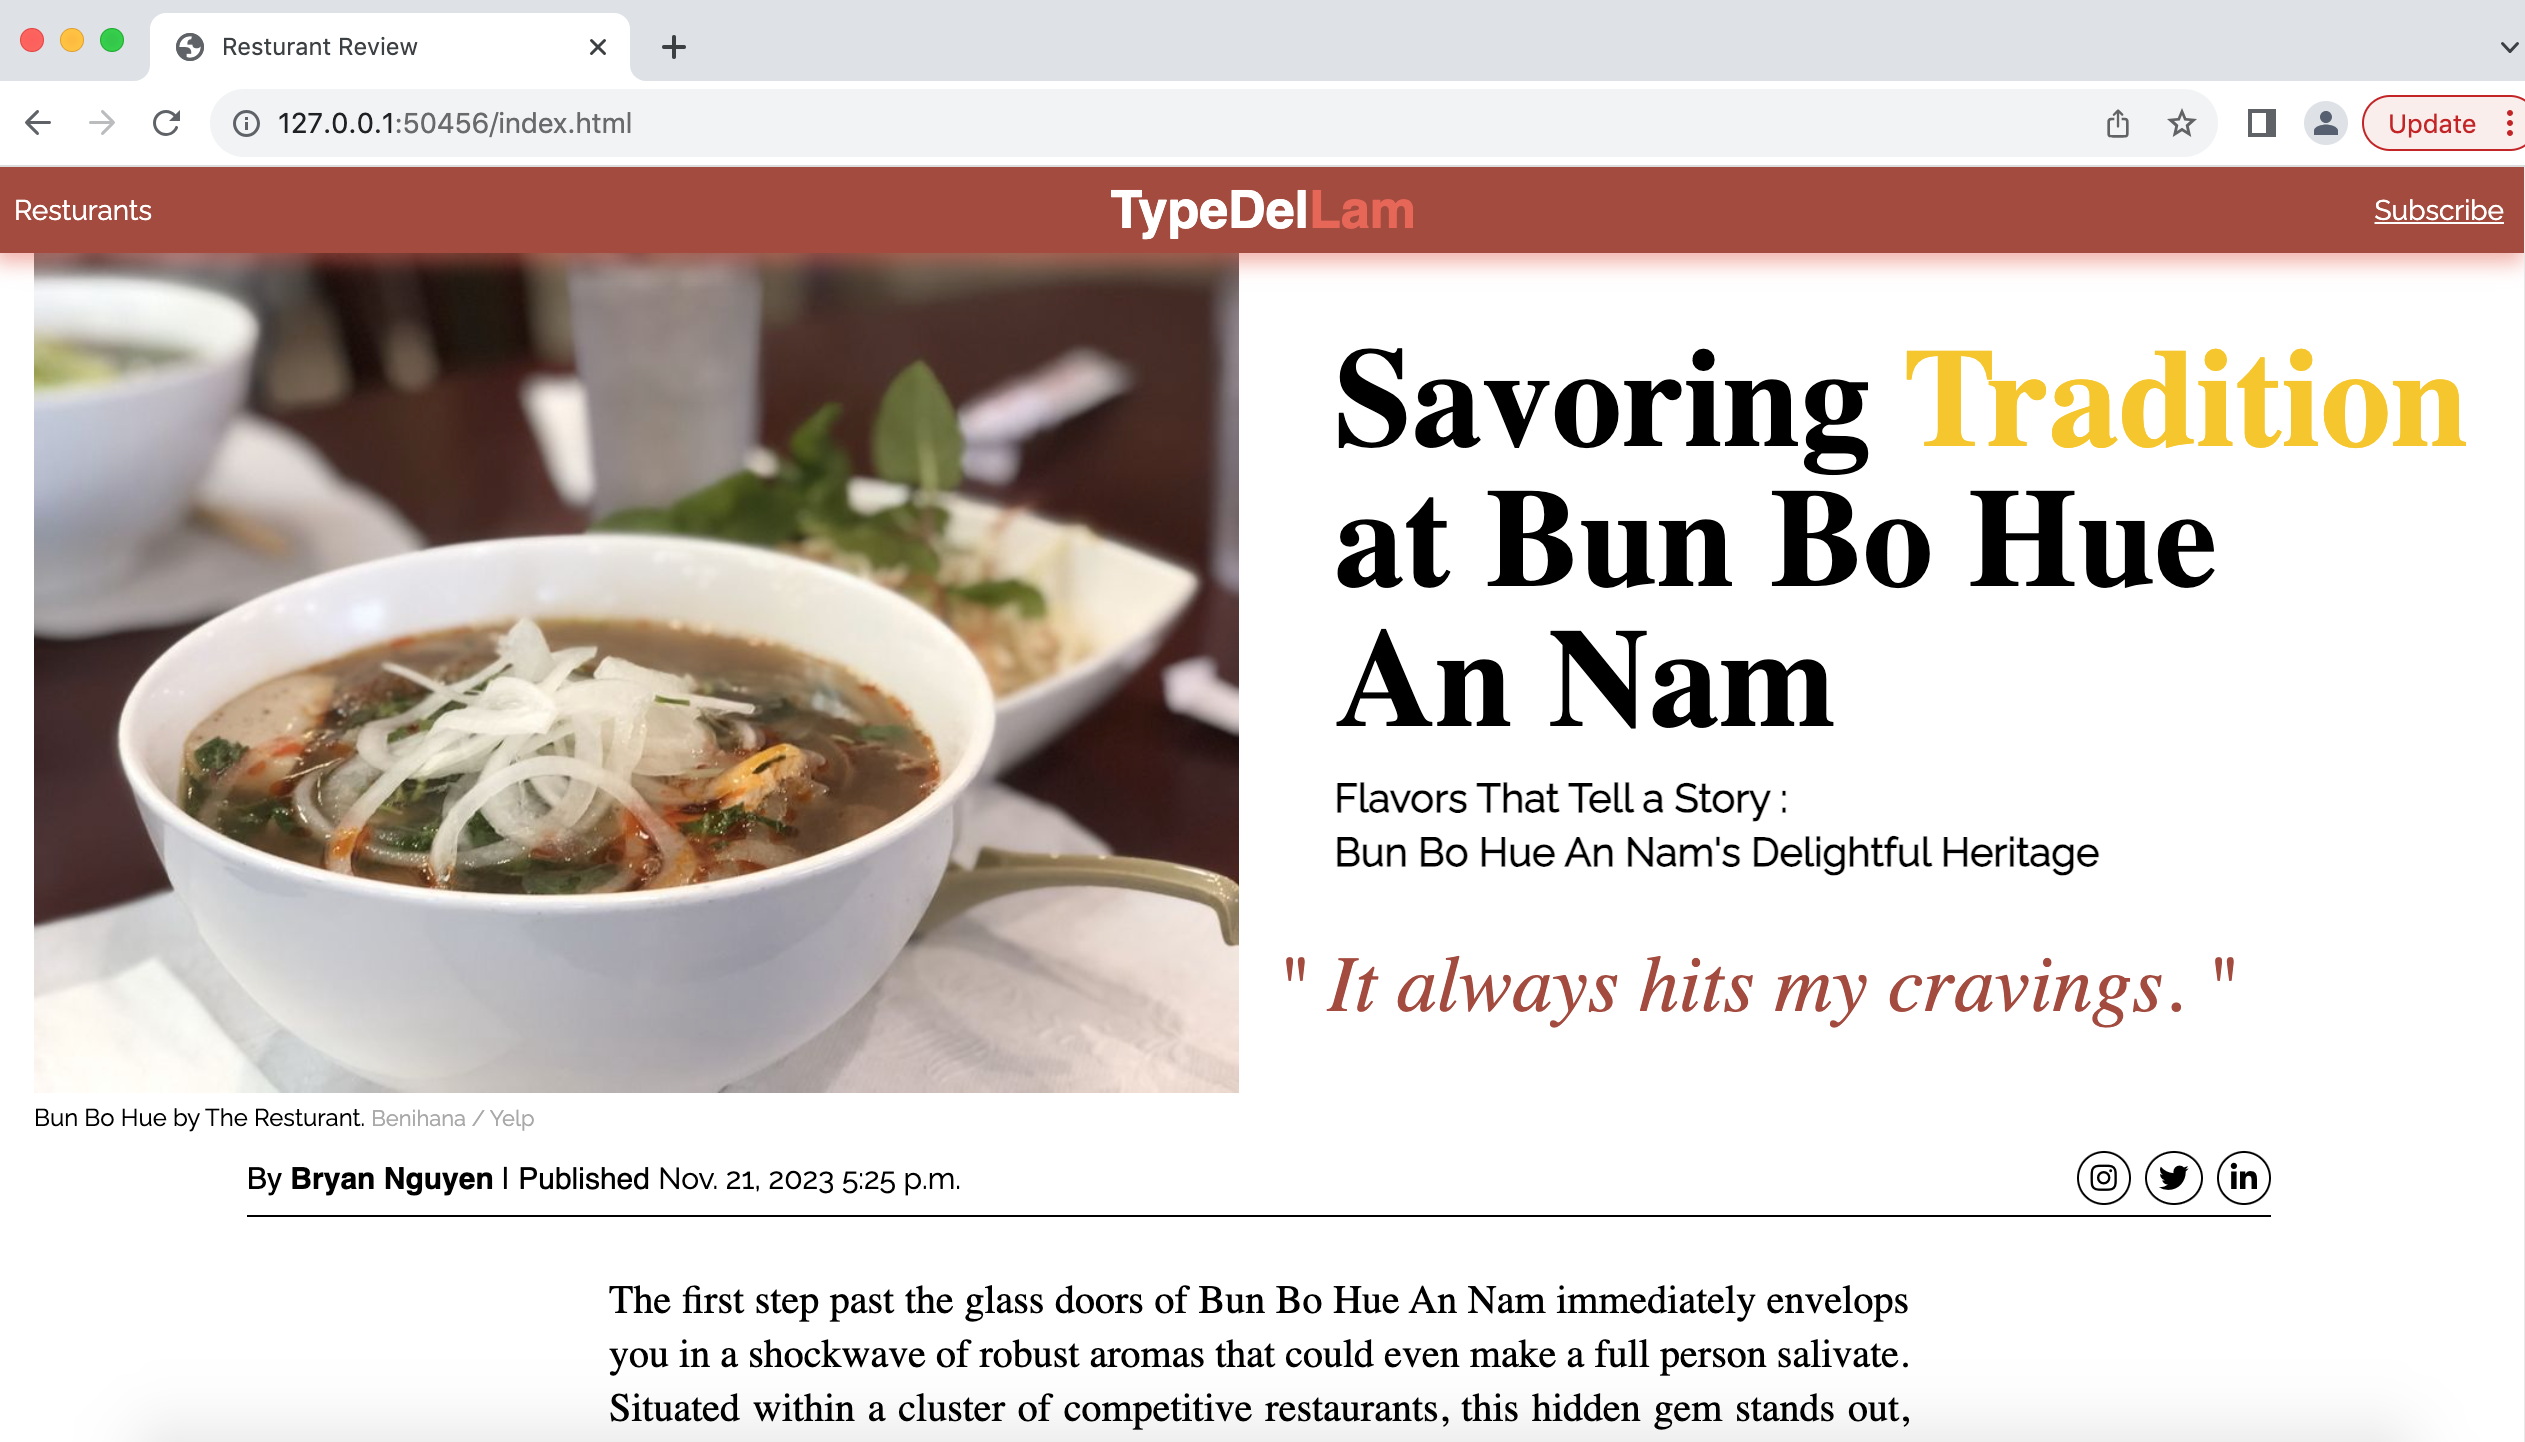 Resturant Review
127.0.0.1:50456/index.html
Update
Resturants
TypeDelLam
Subscribe
Savoring Tradition
at Bun Bo Hue
An Nam
Flavors That Tell a Story :
Bun Bo Hue An Nam's Delightful Heritage
" It always hits my cravings. "
Bun Bo Hue by The Resturant. Benihana / Yelp
By Bryan Nguyen | Published Nov. 21, 2023 5:25 p.m.
in
The first step past the glass doors of Bun Bo Hue An Nam immediately envelops
you in a shockwave of robust aromas that could even make a full person salivate.
Situated within a cluster of competitive restaurants, this hidden gem stands out,